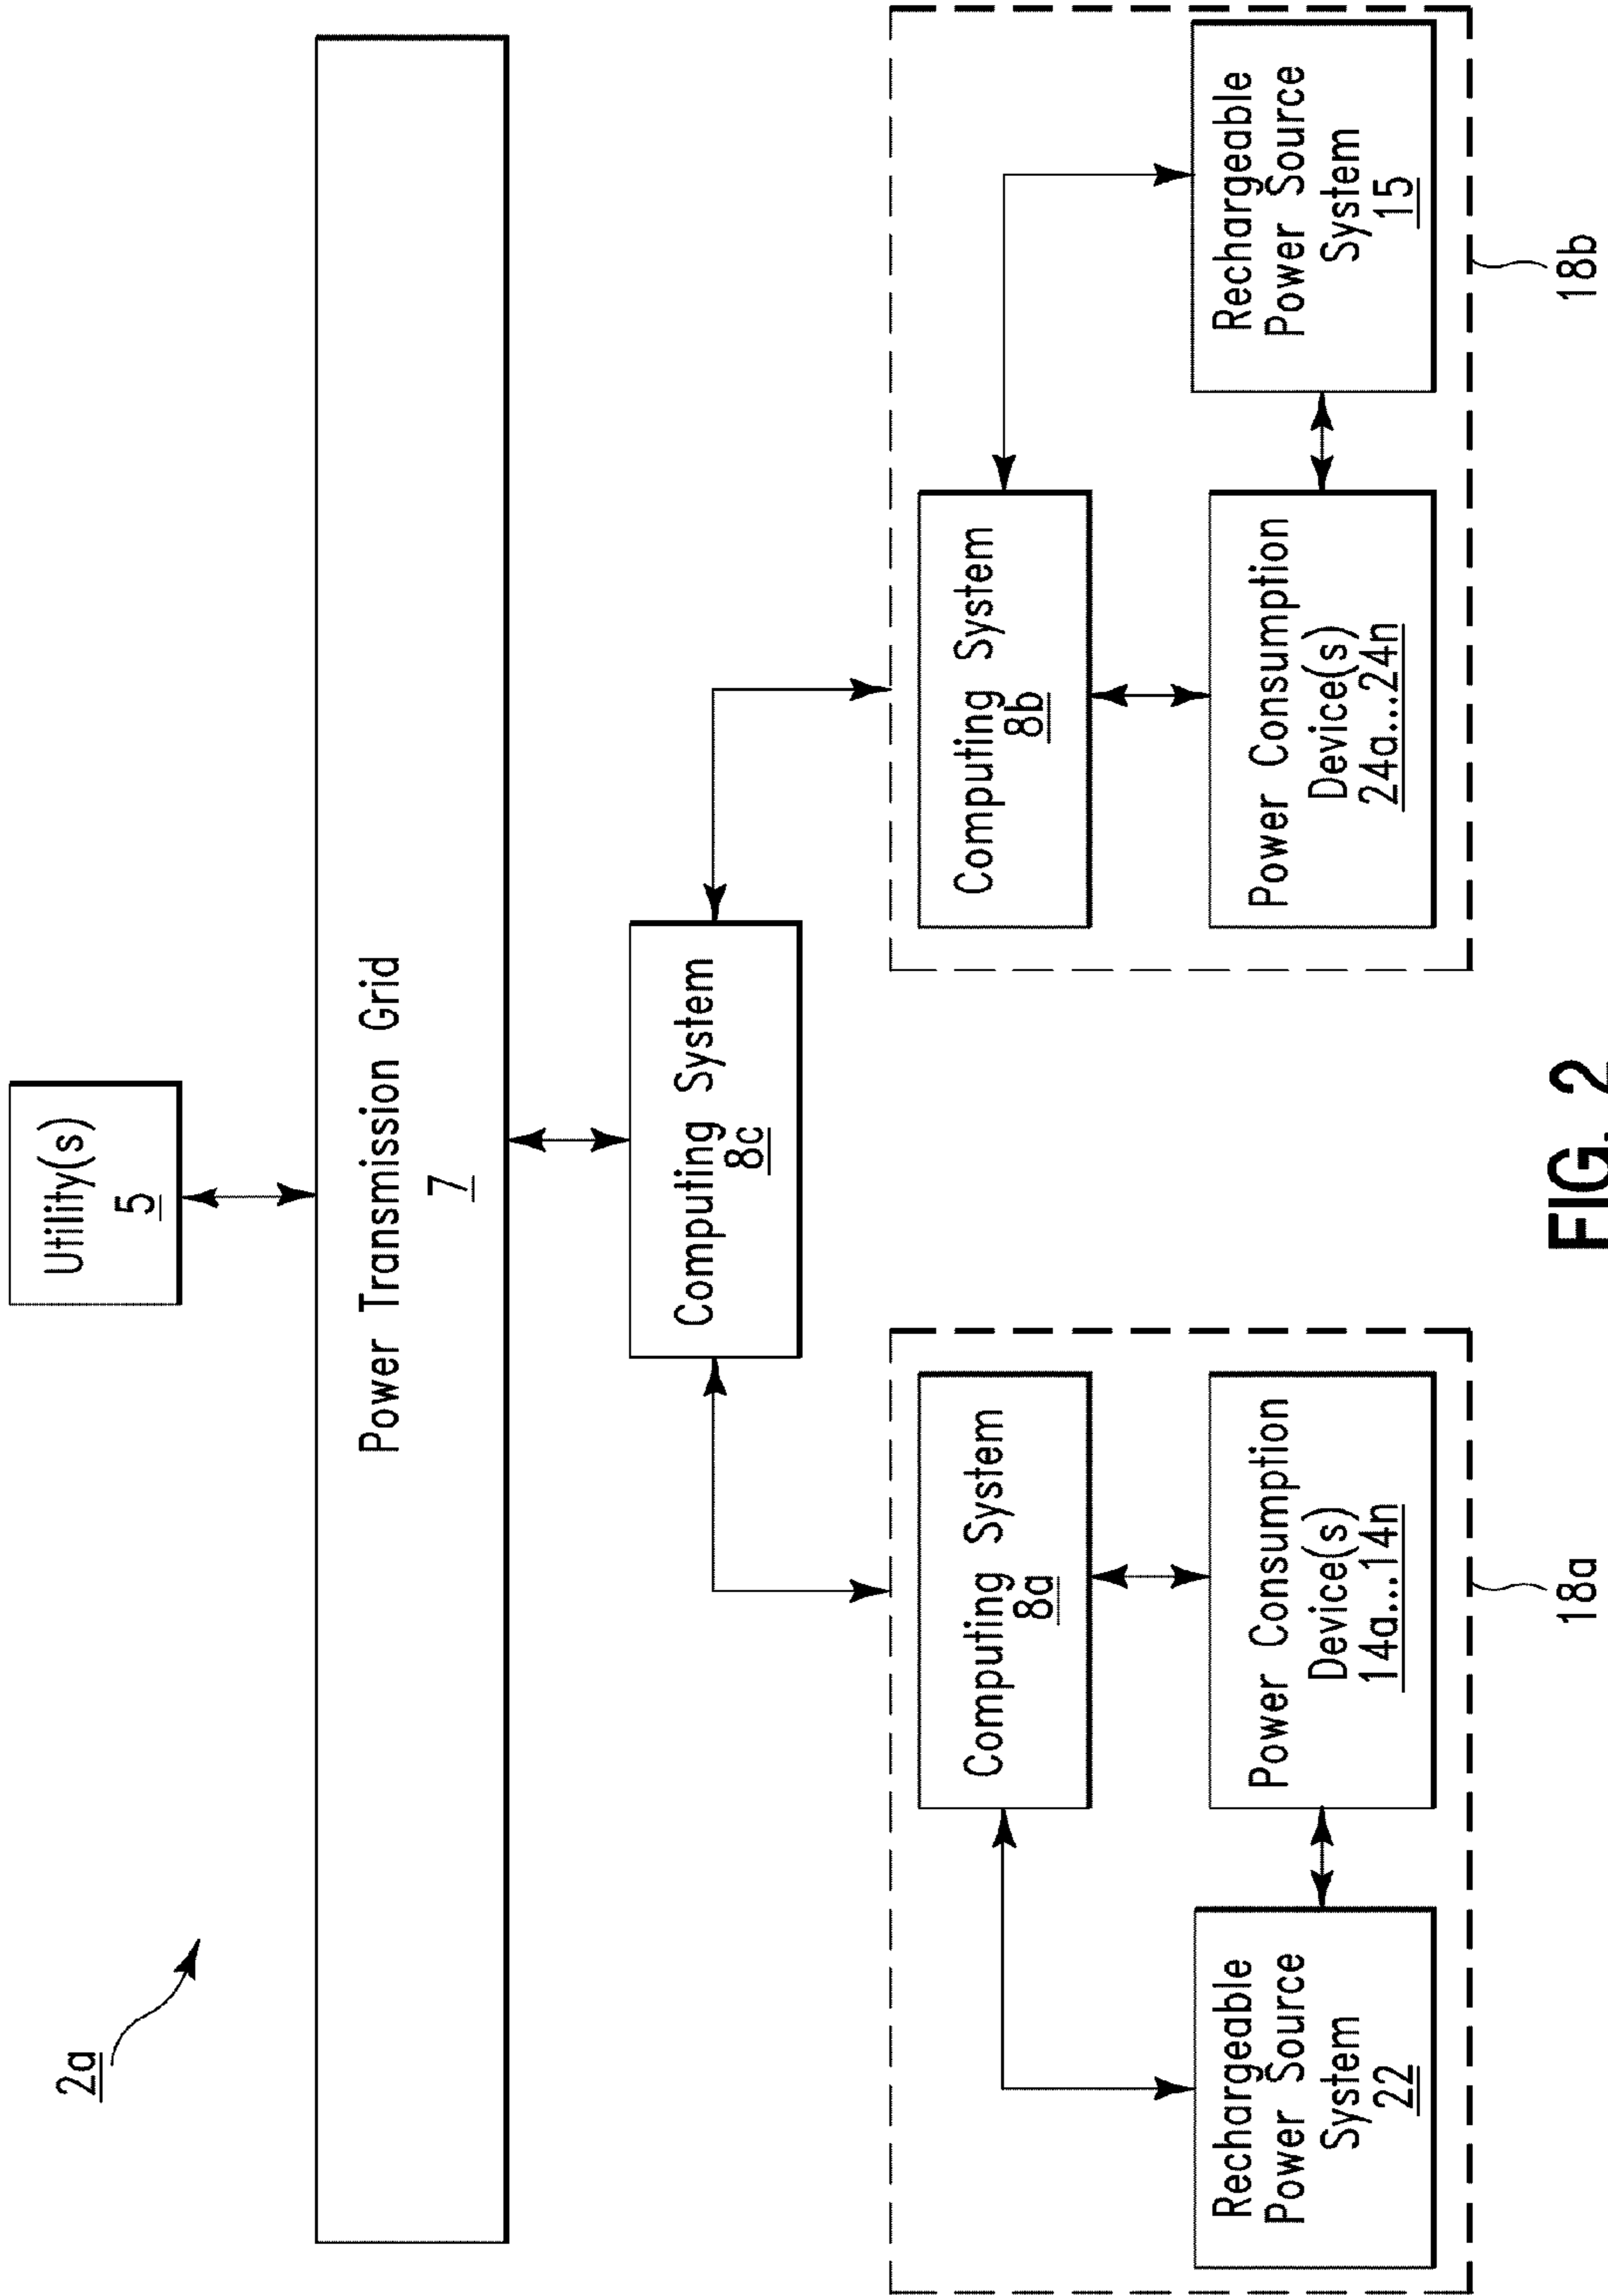 2a
Utility(s)
5
Power Transmission Grid
7
Computing System
8c
Computing System
8a
Computing System
8b
Rechargeable
Power Source
System
22
Power Consumption
Device(s)
14a...14n
Power Consumption
Device(s)
24a...24n
Rechargeable
Power Source
System
15
18a
18b
FIG. 2